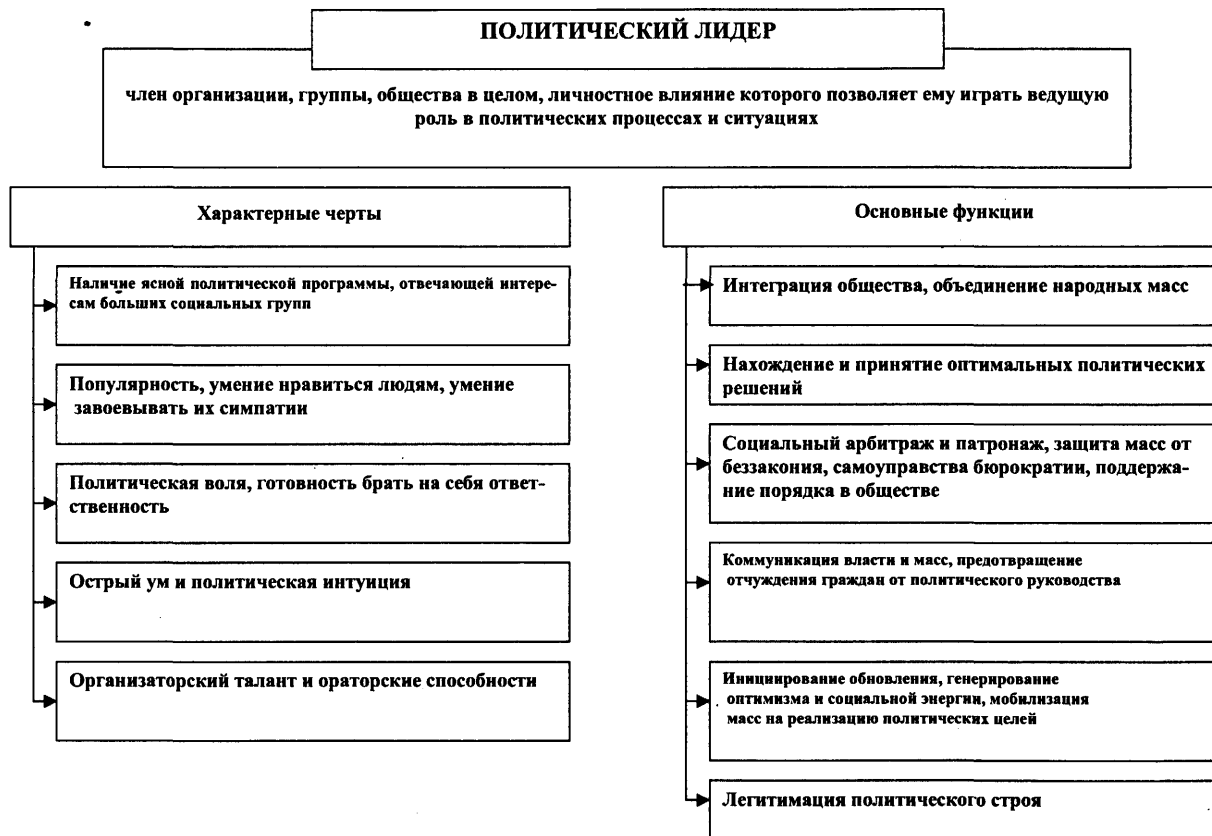 ПОЛИТИЧЕСКИЙ ЛИДЕР
член организации, группы, общества в целом, личностное влияние которого позволяет ему играть ведущую
роль в политических процессах и ситуациях
Характерные черты
Наличие ясной политической программы, отвечающей интере-
сам больших социальных групп
Популярность, умение нравиться людям, умение
завоевывать их симпатии
Политическая воля, готовность брать на себя ответ-
ственность
Острый ум и политическая интуиция
Организаторский талант и ораторские способности
Основные функции
Интеграция общества, объединение народных масс
Нахождение и принятие оптимальных политических
решений
Социальный арбитраж и патронаж, защита масс от
беззакония, самоуправства бюрократии, поддержа-
ние порядка в обществе
Коммуникация власти и масс, предотвращение
отчуждения граждан от политического руководства
Инициирование обновления, генерирование
оптимизма и социальной энергии, мобилизация
масс на реализацию политических целей
Легитимация политического строя